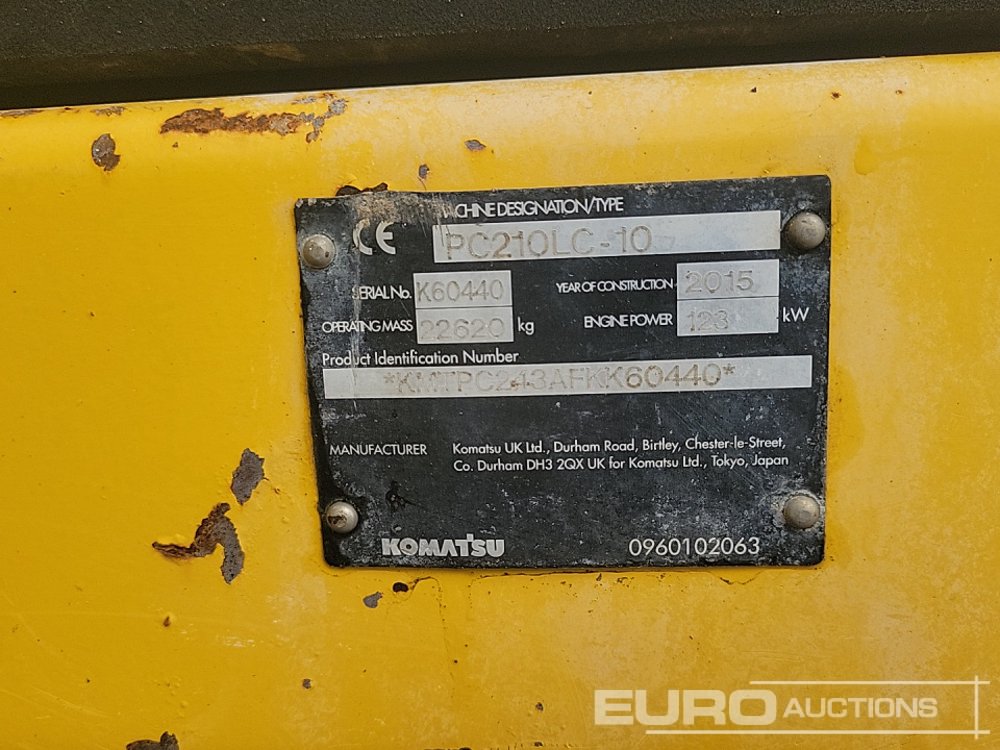 MACHINE DESIGNATION/TYPE
CE PC210LC-10
SERIAL No. K60440 YEAR OF CONSTRUCTION 2015
OPERATING MASS 22620 kg ENGINE POWER 123 kW
Product Identification Number
*KMTPC243AFKK60440*
MANUFACTURER Komatsu UK Ltd., Durham Road, Birtley, Chester-le-Street,
Co. Durham DH3 2QX UK for Komatsu Ltd., Tokyo, Japan
KOMATSU 0960102063
EURO AUCTIONS